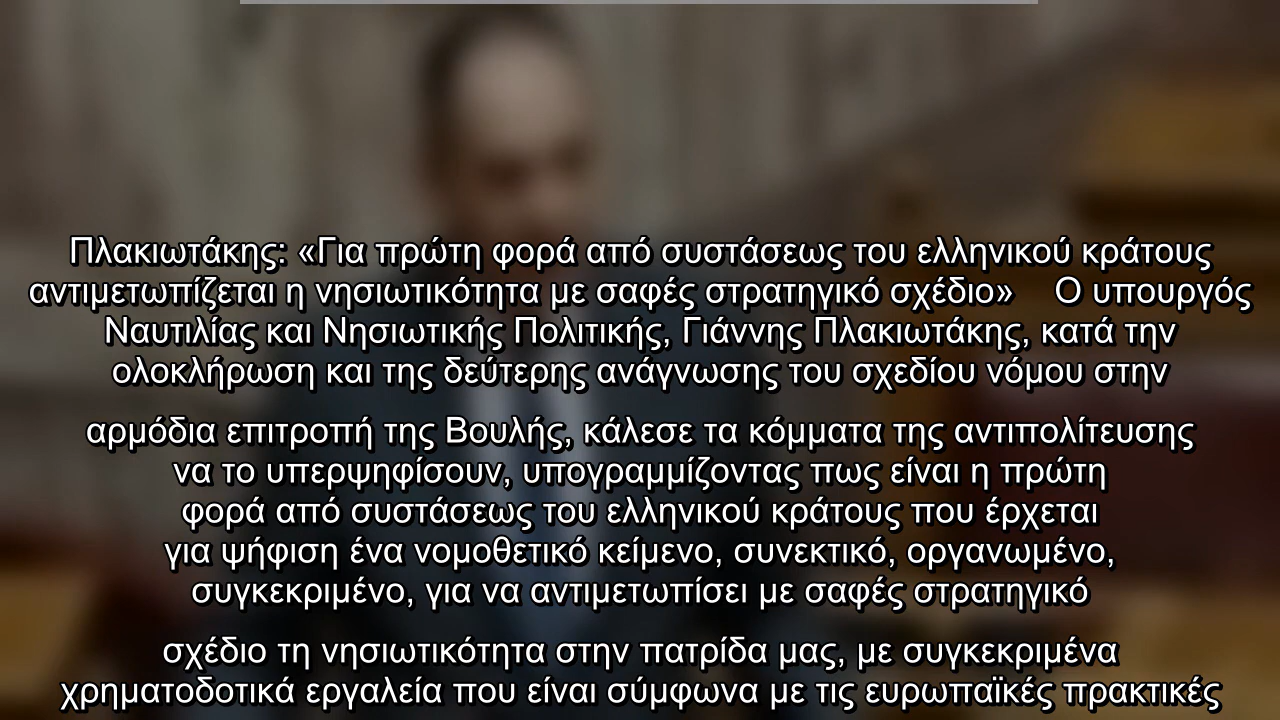 Πλακιωτάκης: «Για πρώτη φορά από συστάσεως του ελληνικού κράτους
αντιμετωπίζεται η νησιωτικότητα με σαφές στρατηγικό σχέδιο» Ο υπουργός
Ναυτιλίας και Νησιωτικής Πολιτικής, Γιάννης Πλακιωτάκης, κατά την
ολοκλήρωση και της δεύτερης ανάγνωσης του σχεδίου νόμου στην
αρμόδια επιτροπή της Βουλής, κάλεσε τα κόμματα της αντιπολίτευσης
να το υπερψηφίσουν, υπογραμμίζοντας πως είναι η πρώτη
φορά από συστάσεως του ελληνικού κράτους που έρχεται
για ψήφιση ένα νομοθετικό κείμενο, συνεκτικό, οργανωμένο,
συγκεκριμένο, για να αντιμετωπίσει με σαφές στρατηγικό
σχέδιο τη νησιωτικότητα στην πατρίδα μας, με συγκεκριμένα
χρηματοδοτικά εργαλεία που είναι σύμφωνα με τις ευρωπαϊκές πρακτικές